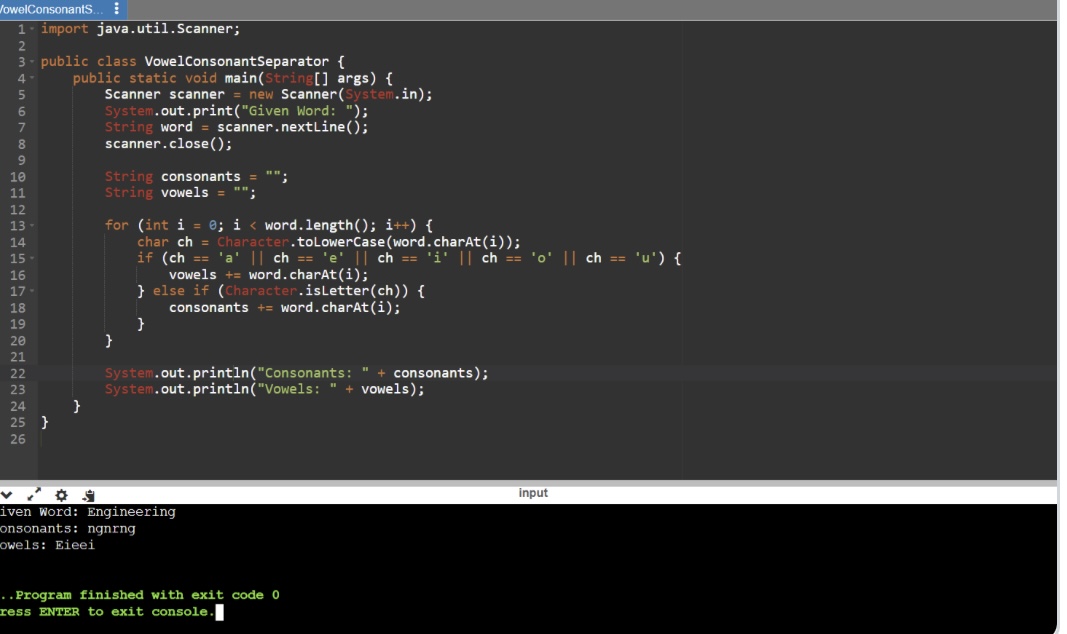 VowelConsonantS...
1 import java.util.Scanner;
2
3 public class VowelConsonantSeparator {
4     public static void main(String[] args) {
5         Scanner scanner = new Scanner(System.in);
6         System.out.print("Given Word: ");
7         String word = scanner.nextLine();
8         scanner.close();
9
10         String consonants = "";
11         String vowels = "";
12
13         for (int i = 0; i < word.length(); i++) {
14             char ch = Character.toLowerCase(word.charAt(i));
15             if (ch == 'a' || ch == 'e' || ch == 'i' || ch == 'o' || ch == 'u') {
16                 vowels += word.charAt(i);
17             } else if (Character.isLetter(ch)) {
18                 consonants += word.charAt(i);
19             }
20         }
21
22         System.out.println("Consonants: " + consonants);
23         System.out.println("Vowels: " + vowels);
24     }
25 }
26
input
iven Word: Engineering
onsonants: ngnrng
owels: Eieei
..Program finished with exit code 0
ress ENTER to exit console.